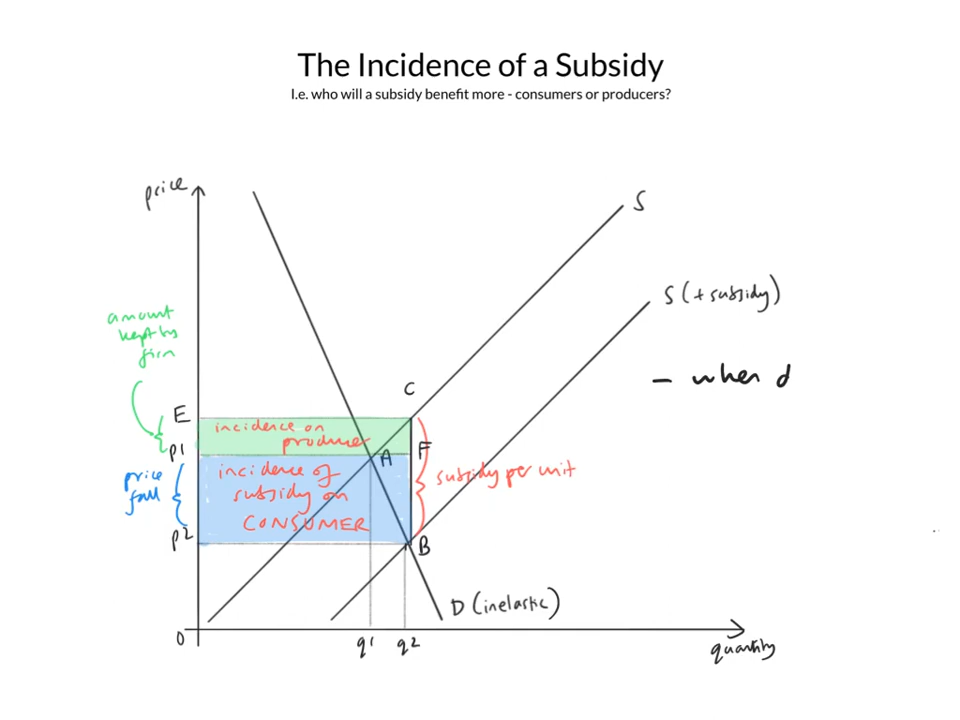 The Incidence of a Subsidy
I.e. who will a subsidy benefit more - consumers or producers?
price
S
S (+ subsidy)
amount
kept by
firm
- when d
C
E
incidence on
producer
P1
A
F
price
fall
incidence of
subsidy on
CONSUMER
subsidy per unit
P2
B
D (inelastic)
0
q1
q2
quantity